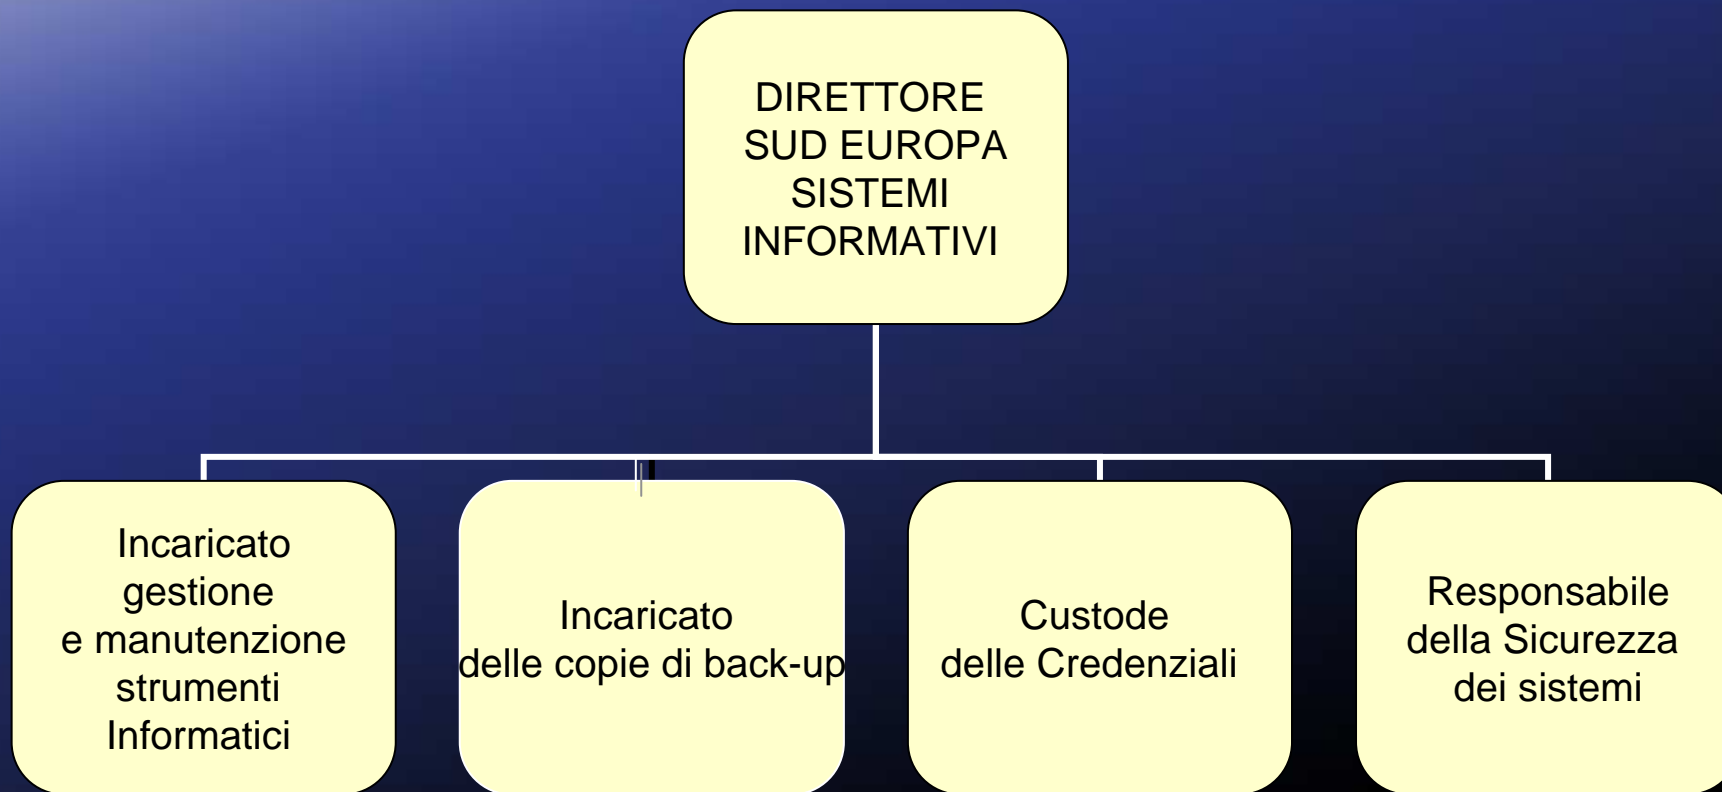 DIRETTORE
SUD EUROPA
SISTEMI
INFORMATIVI
Incaricato
gestione
e manutenzione
strumenti
Informatici
Incaricato
delle copie di back-up
Custode
delle Credenziali
Responsabile
della Sicurezza
dei sistemi